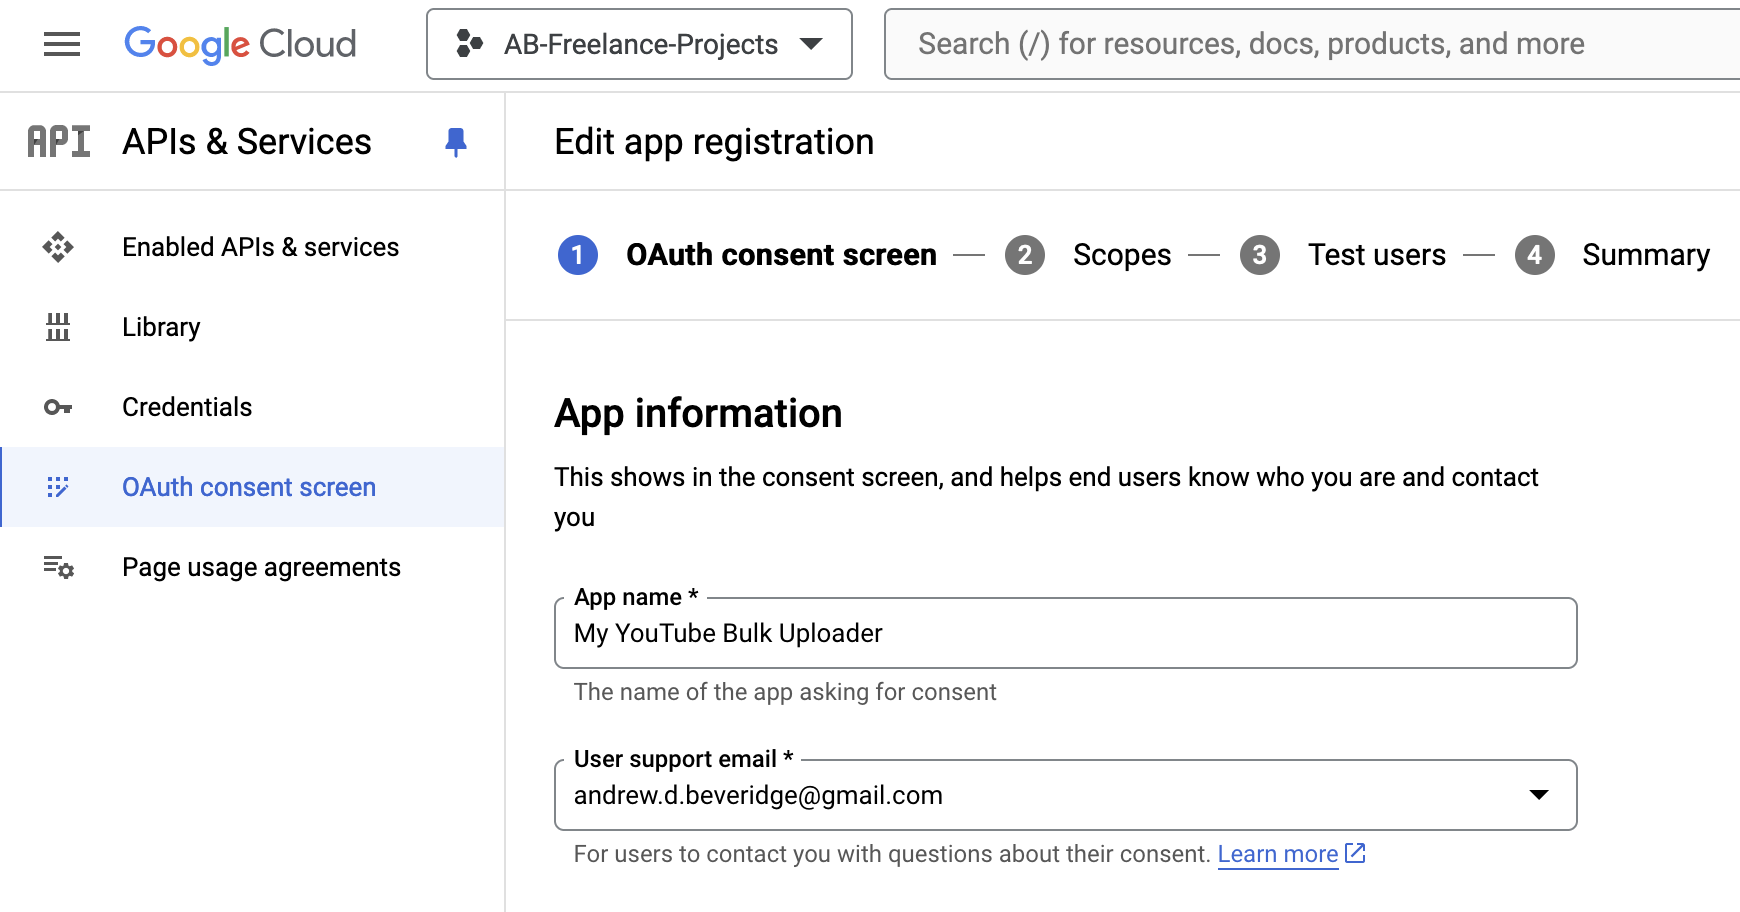 Google Cloud
AB-Freelance-Projects
Search (/) for resources, docs, products, and more
API
APIs & Services
Edit app registration
Enabled APIs & services
Library
Credentials
OAuth consent screen
Page usage agreements
1 OAuth consent screen — 2 Scopes — 3 Test users — 4 Summary
App information
This shows in the consent screen, and helps end users know who you are and contact
you
App name *
My YouTube Bulk Uploader
The name of the app asking for consent
User support email *
andrew.d.beveridge@gmail.com
For users to contact you with questions about their consent. Learn more